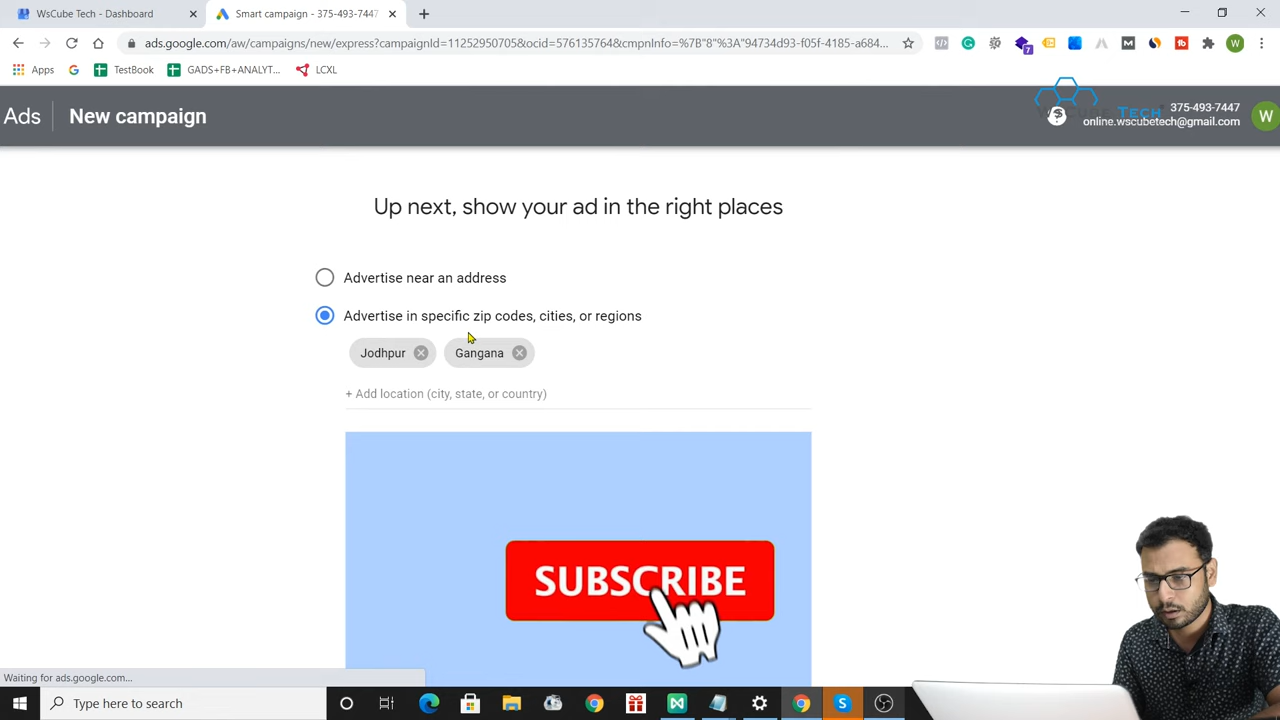 WsCube Tech - Dashboard
Smart campaign - 375-493-7447
ads.google.com/aw/campaigns/new/express?campaignId=11252950705&ocid=576135764&cmpnInfo=%7B"8"%3A"94734d93-f05f-4185-a684...
Apps
TestBook
GADS+FB+ANALYT...
LCXL
Ads
New campaign
WsCube Tech
375-493-7447
online.wscubetech@gmail.com
W
Up next, show your ad in the right places
Advertise near an address
Advertise in specific zip codes, cities, or regions
Jodhpur
Gangana
+ Add location (city, state, or country)
SUBSCRIBE
Waiting for ads.google.com...
Type here to search